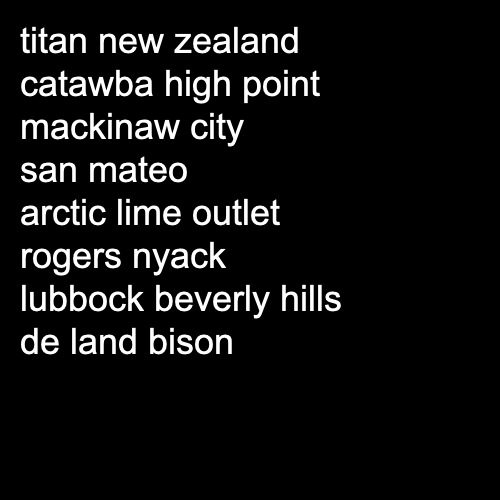 titan new zealand
catawba high point
mackinaw city
san mateo
arctic lime outlet
rogers nyack
lubbock beverly hills
de land bison